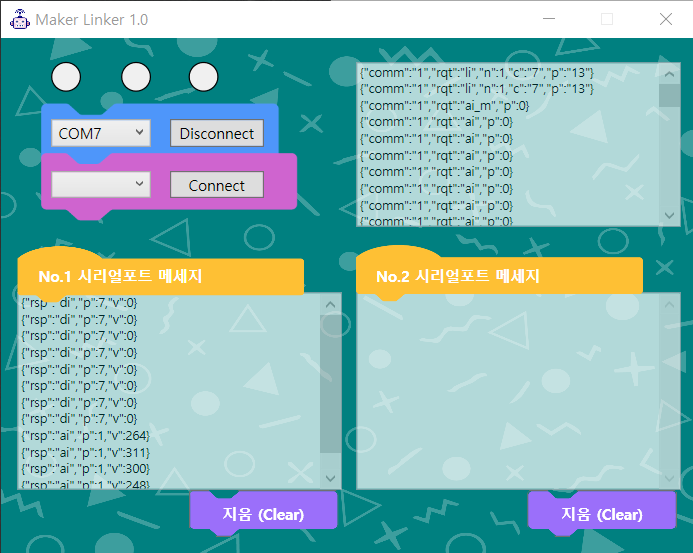 Maker Linker 1.0
COM7
Disconnect
Connect
{"comm":"1","rqt":"li","n":1,"c":"7","p":"13"}
{"comm":"1","rqt":"li","n":1,"c":"7","p":"13"}
{"comm":"1","rqt":"ai_m","p":0}
{"comm":"1","rqt":"ai","p":0}
{"comm":"1","rqt":"ai","p":0}
{"comm":"1","rqt":"ai","p":0}
{"comm":"1","rqt":"ai","p":0}
{"comm":"1","rqt":"ai","p":0}
{"comm":"1","rqt":"ai","p":0}
{"comm":"1","rqt":"ai","p":0}
No.1 시리얼포트 메세지
{"rsp":"di","p":7,"v":0}
{"rsp":"di","p":7,"v":0}
{"rsp":"di","p":7,"v":0}
{"rsp":"di","p":7,"v":0}
{"rsp":"di","p":7,"v":0}
{"rsp":"di","p":7,"v":0}
{"rsp":"di","p":7,"v":0}
{"rsp":"di","p":7,"v":0}
{"rsp":"ai","p":1,"v":264}
{"rsp":"ai","p":1,"v":311}
{"rsp":"ai","p":1,"v":300}
{"rsp":"ai","p":1,"v":248}
지움 (Clear)
No.2 시리얼포트 메세지
지움 (Clear)